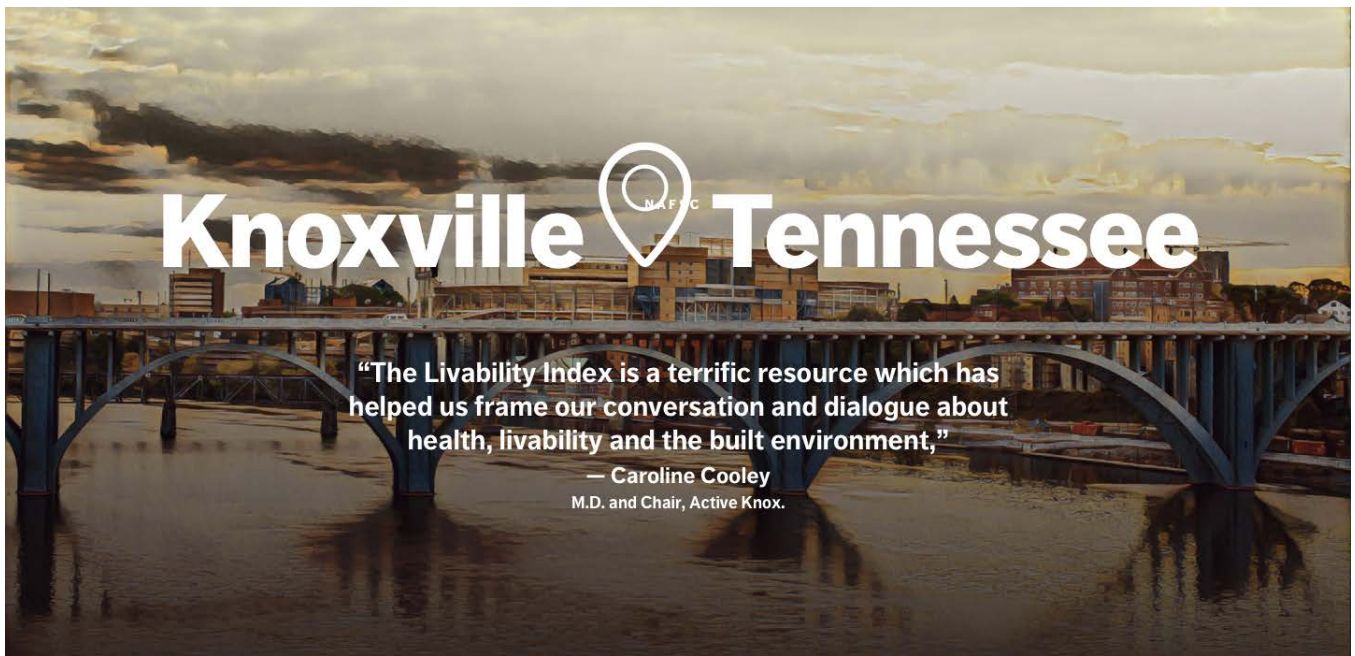 Knoxville Tennessee
“The Livability Index is a terrific resource which has
helped us frame our conversation and dialogue about
health, livability and the built environment,”
— Caroline Cooley
M.D. and Chair, Active Knox.